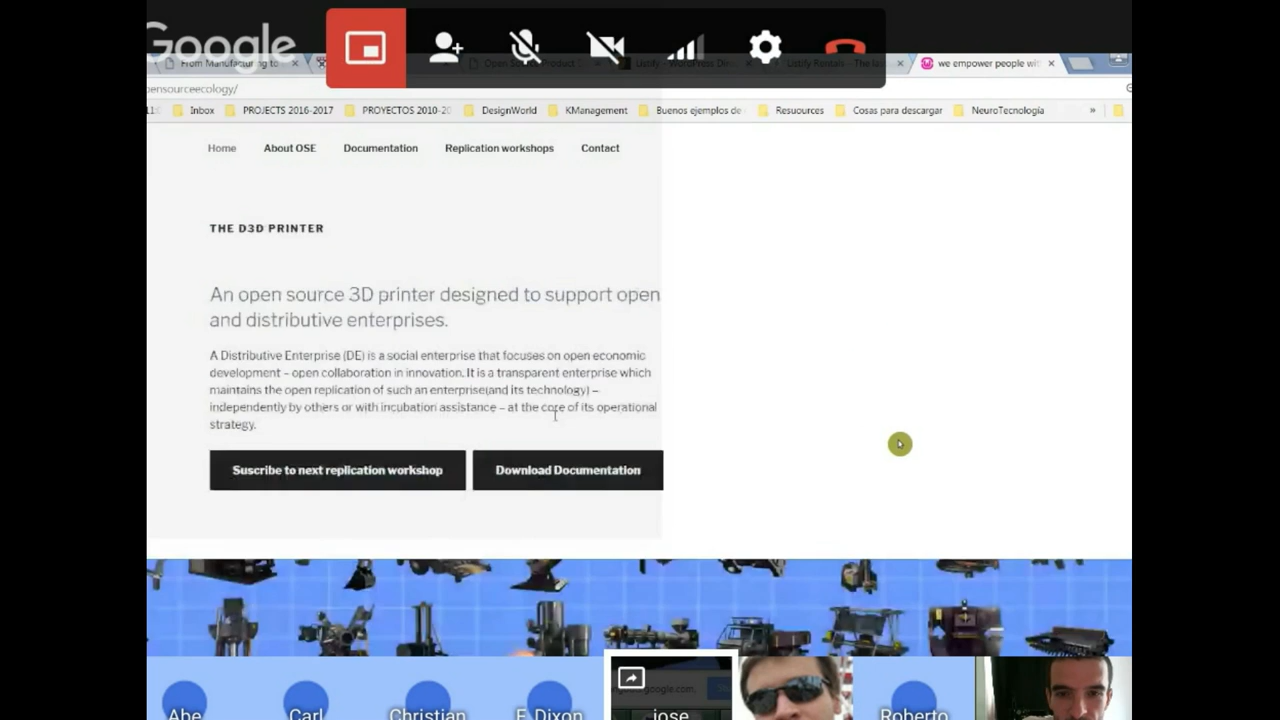 Google
From Manufacturing to
we empower people wit
ensourceecology/
Inbox PROJECTS 2016-2017 PROYECTOS 2010-20 DesignWorld KManagement Buenos ejemplos de Resuources Cosas para descargar NeuroTecnología »
Home About OSE Documentation Replication workshops Contact
THE D3D PRINTER
An open source 3D printer designed to support open
and distributive enterprises.
A Distributive Enterprise (DE) is a social enterprise that focuses on open economic
development – open collaboration in innovation. It is a transparent enterprise which
maintains the open replication of such an enterprise(and its technology) –
independently by others or with incubation assistance – at the core of its operational
strategy.
Suscribe to next replication workshop Download Documentation
google.com.
Abe Carl Christian F. Dixon jose Roberto